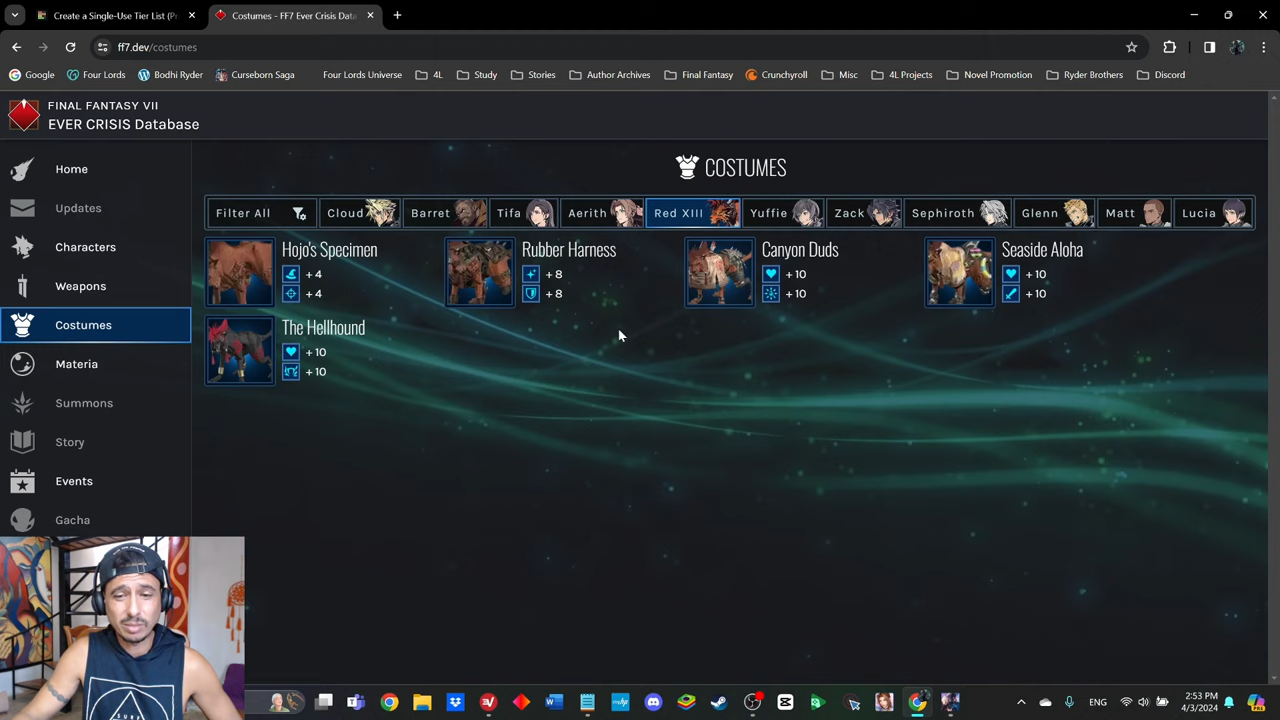 Create a Single-Use Tier List (Pr
Costumes - FF7 Ever Crisis Data
ff7.dev/costumes
Google
Four Lords
Bodhi Ryder
Curseborn Saga
Four Lords Universe
4L
Study
Stories
Author Archives
Final Fantasy
Crunchyroll
Misc
4L Projects
Novel Promotion
Ryder Brothers
Discord
FINAL FANTASY VII
EVER CRISIS Database
Home
Updates
Characters
Weapons
Costumes
Materia
Summons
Story
Events
Gacha
COSTUMES
Filter All
Cloud
Barret
Tifa
Aerith
Red XIII
Yuffie
Zack
Sephiroth
Glenn
Matt
Lucia
Hojo's Specimen
+ 4
+ 4
Rubber Harness
+ 8
+ 8
Canyon Duds
+ 10
+ 10
Seaside Aloha
+ 10
+ 10
The Hellhound
+ 10
+ 10
SURF
ENG
2:53 PM
4/3/2024